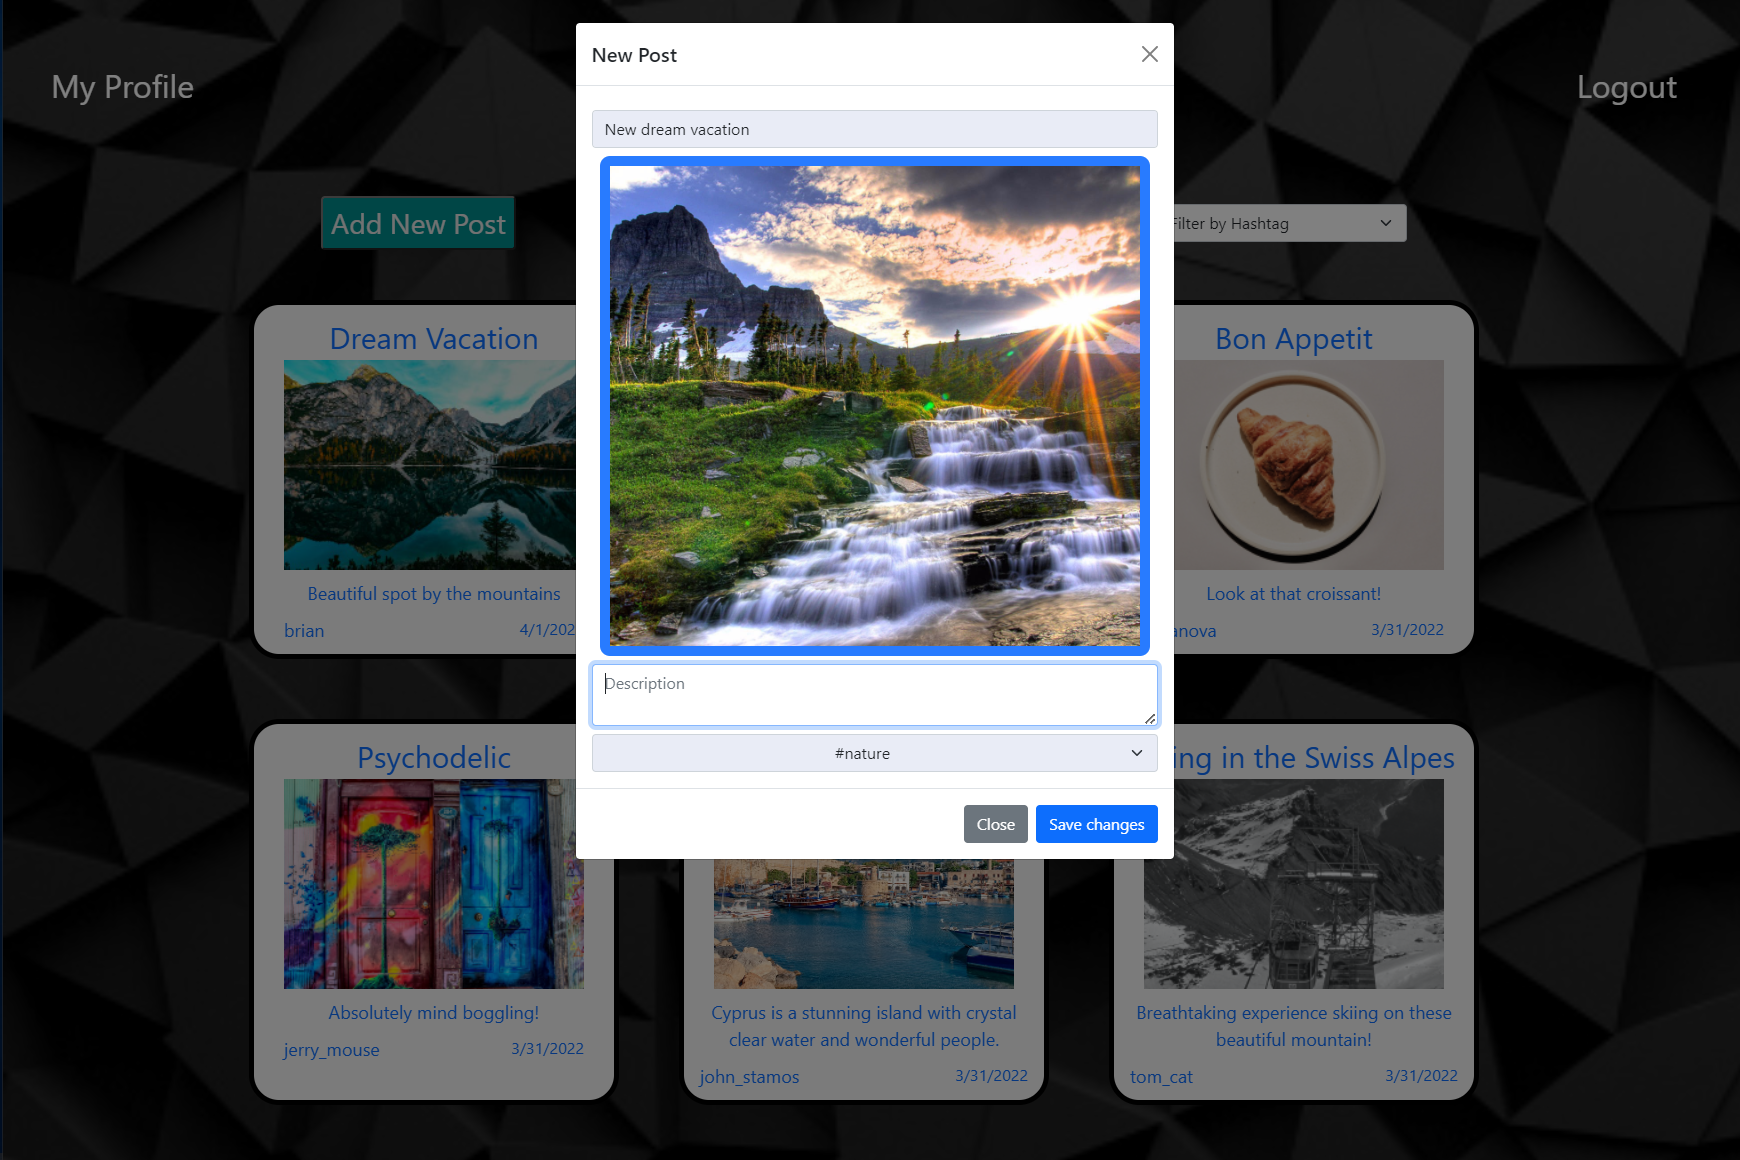 New Post
My Profile
Logout
New dream vacation
Add New Post
Filter by Hashtag
Dream Vacation
Bon Appetit
Beautiful spot by the mountains
Look at that croissant!
brian
4/1/202
anova
3/31/2022
Description
#nature
Psychodelic
ing in the Swiss Alpes
Close
Save changes
Absolutely mind boggling!
jerry_mouse
3/31/2022
Cyprus is a stunning island with crystal
clear water and wonderful people.
john_stamos
3/31/2022
Breathtaking experience skiing on these
beautiful mountain!
tom_cat
3/31/2022